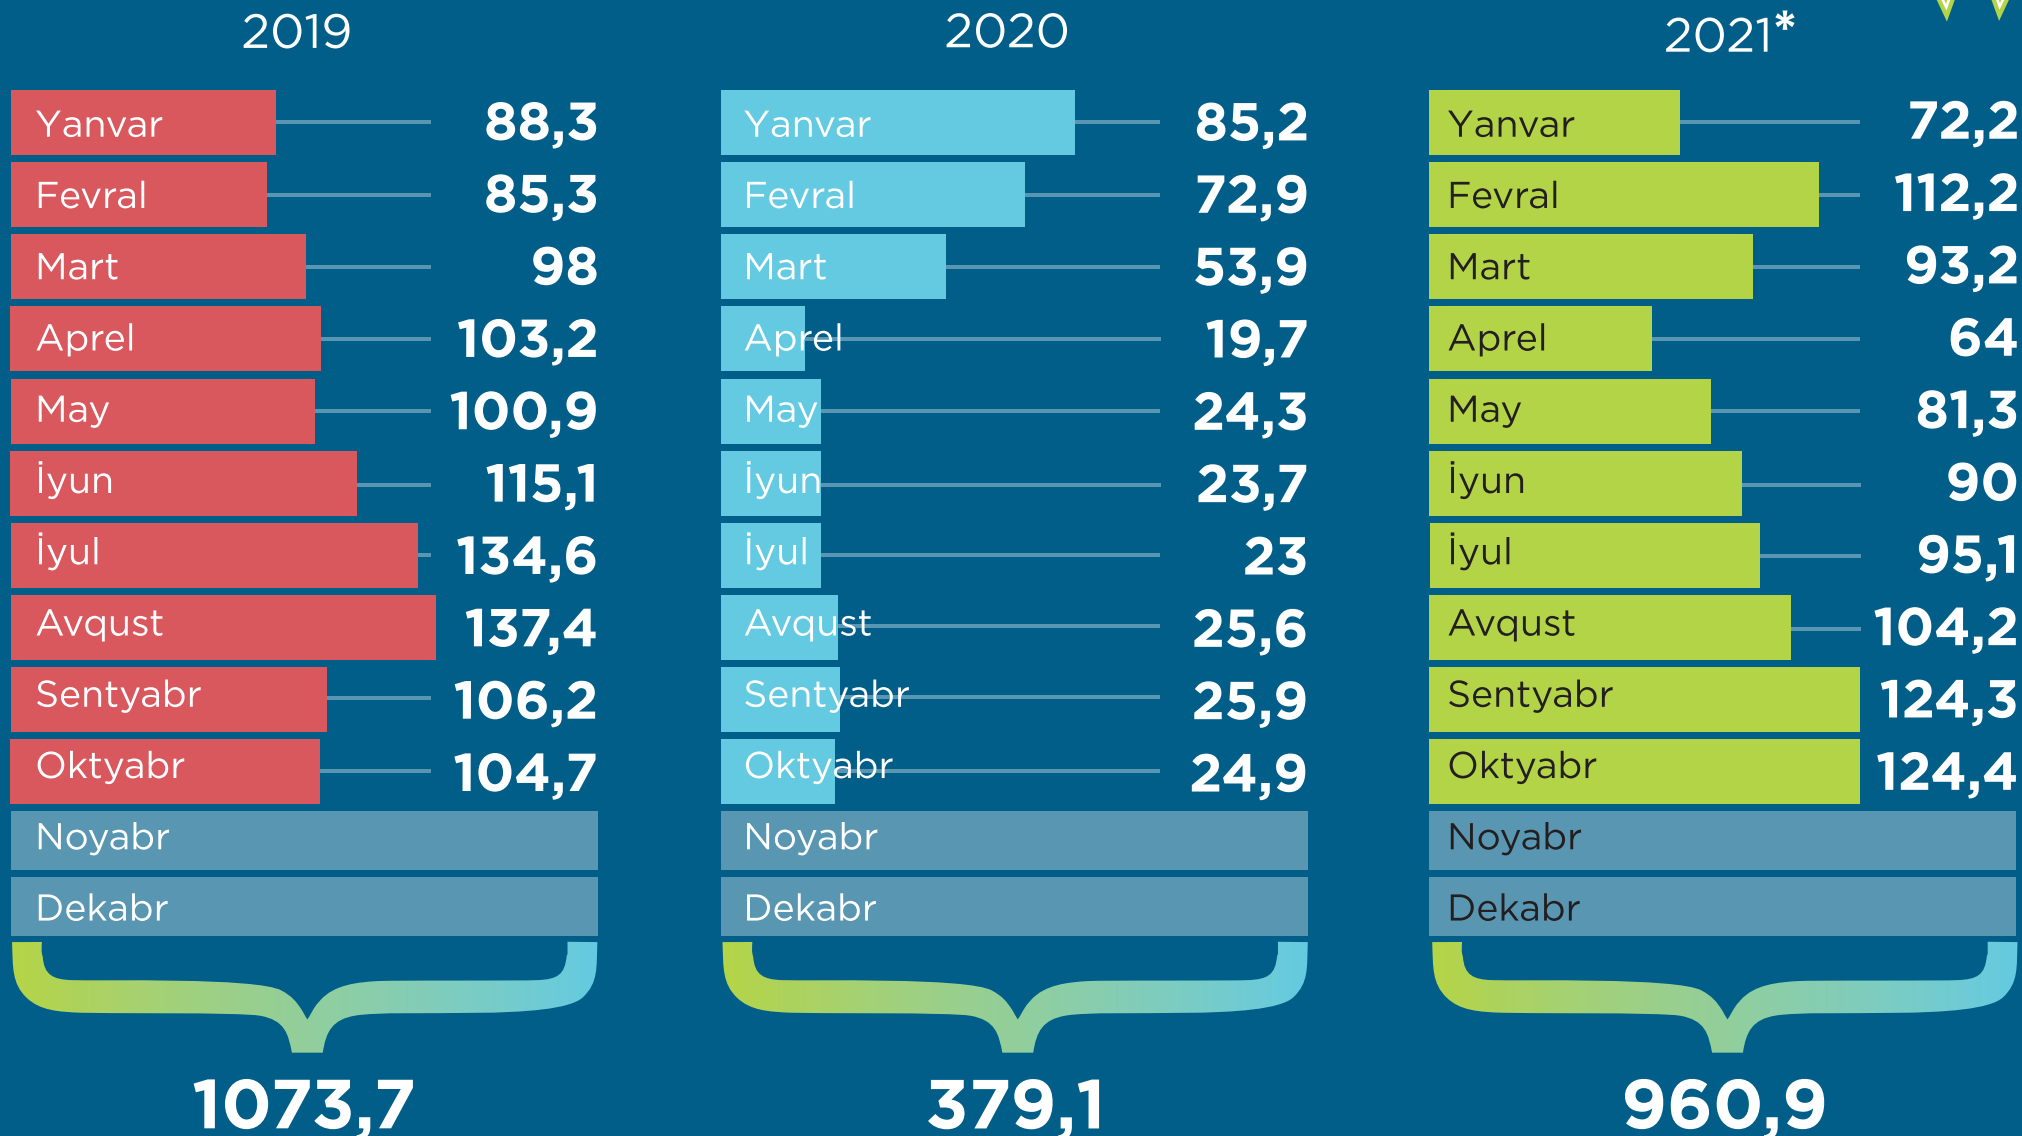 2019
Yanvar 88,3
Fevral 85,3
Mart 98
Aprel 103,2
May 100,9
İyun 115,1
İyul 134,6
Avqust 137,4
Sentyabr 106,2
Oktyabr 104,7
Noyabr
Dekabr
1073,7
2020
Yanvar 85,2
Fevral 72,9
Mart 53,9
Aprel 19,7
May 24,3
İyun 23,7
İyul 23
Avqust 25,6
Sentyabr 25,9
Oktyabr 24,9
Noyabr
Dekabr
379,1
2021*
Yanvar 72,2
Fevral 112,2
Mart 93,2
Aprel 64
May 81,3
İyun 90
İyul 95,1
Avqust 104,2
Sentyabr 124,3
Oktyabr 124,4
Noyabr
Dekabr
960,9